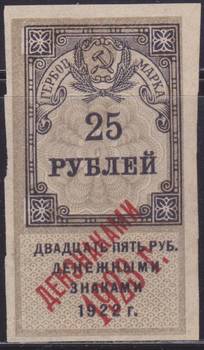 ГЕРБОВ. МАРКА
25
РУБЛЕЙ
ДВАДЦАТЬ ПЯТЬ РУБ.
ДЕНЕЖНЫМИ
ЗНАКАМИ
1922 г.
ДЕНЗНАКАМИ
1923 г.